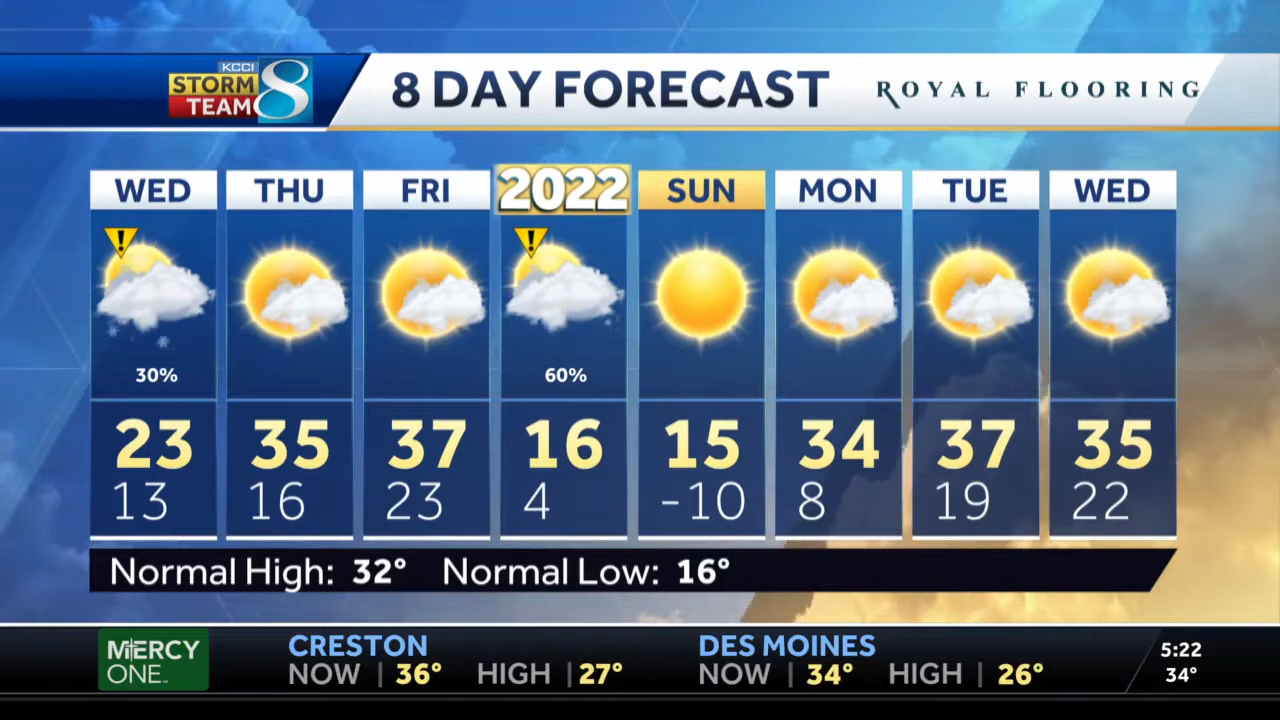 KCCI
STORM
TEAM 8
8 DAY FORECAST
ROYAL FLOORING
WED THU FRI 2022 SUN MON TUE WED
! !
30% 60%
23 35 37 16 15 34 37 35
13 16 23 4 -10 8 19 22
Normal High: 32° Normal Low: 16°
MERCY
ONE
CRESTON
NOW | 36° HIGH | 27°
DES MOINES
NOW | 34° HIGH | 26°
5:22
34°